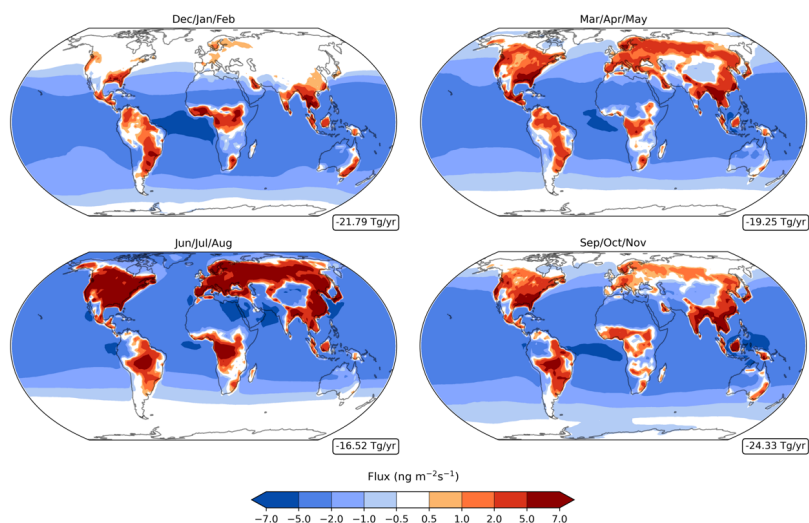 Dec/Jan/Feb
Mar/Apr/May
-21.79 Tg/yr
-19.25 Tg/yr
Jun/Jul/Aug
Sep/Oct/Nov
-16.52 Tg/yr
-24.33 Tg/yr
Flux (ng m⁻²s⁻¹)
−7.0 −5.0 −2.0 −1.0 −0.5 0.5 1.0 2.0 5.0 7.0